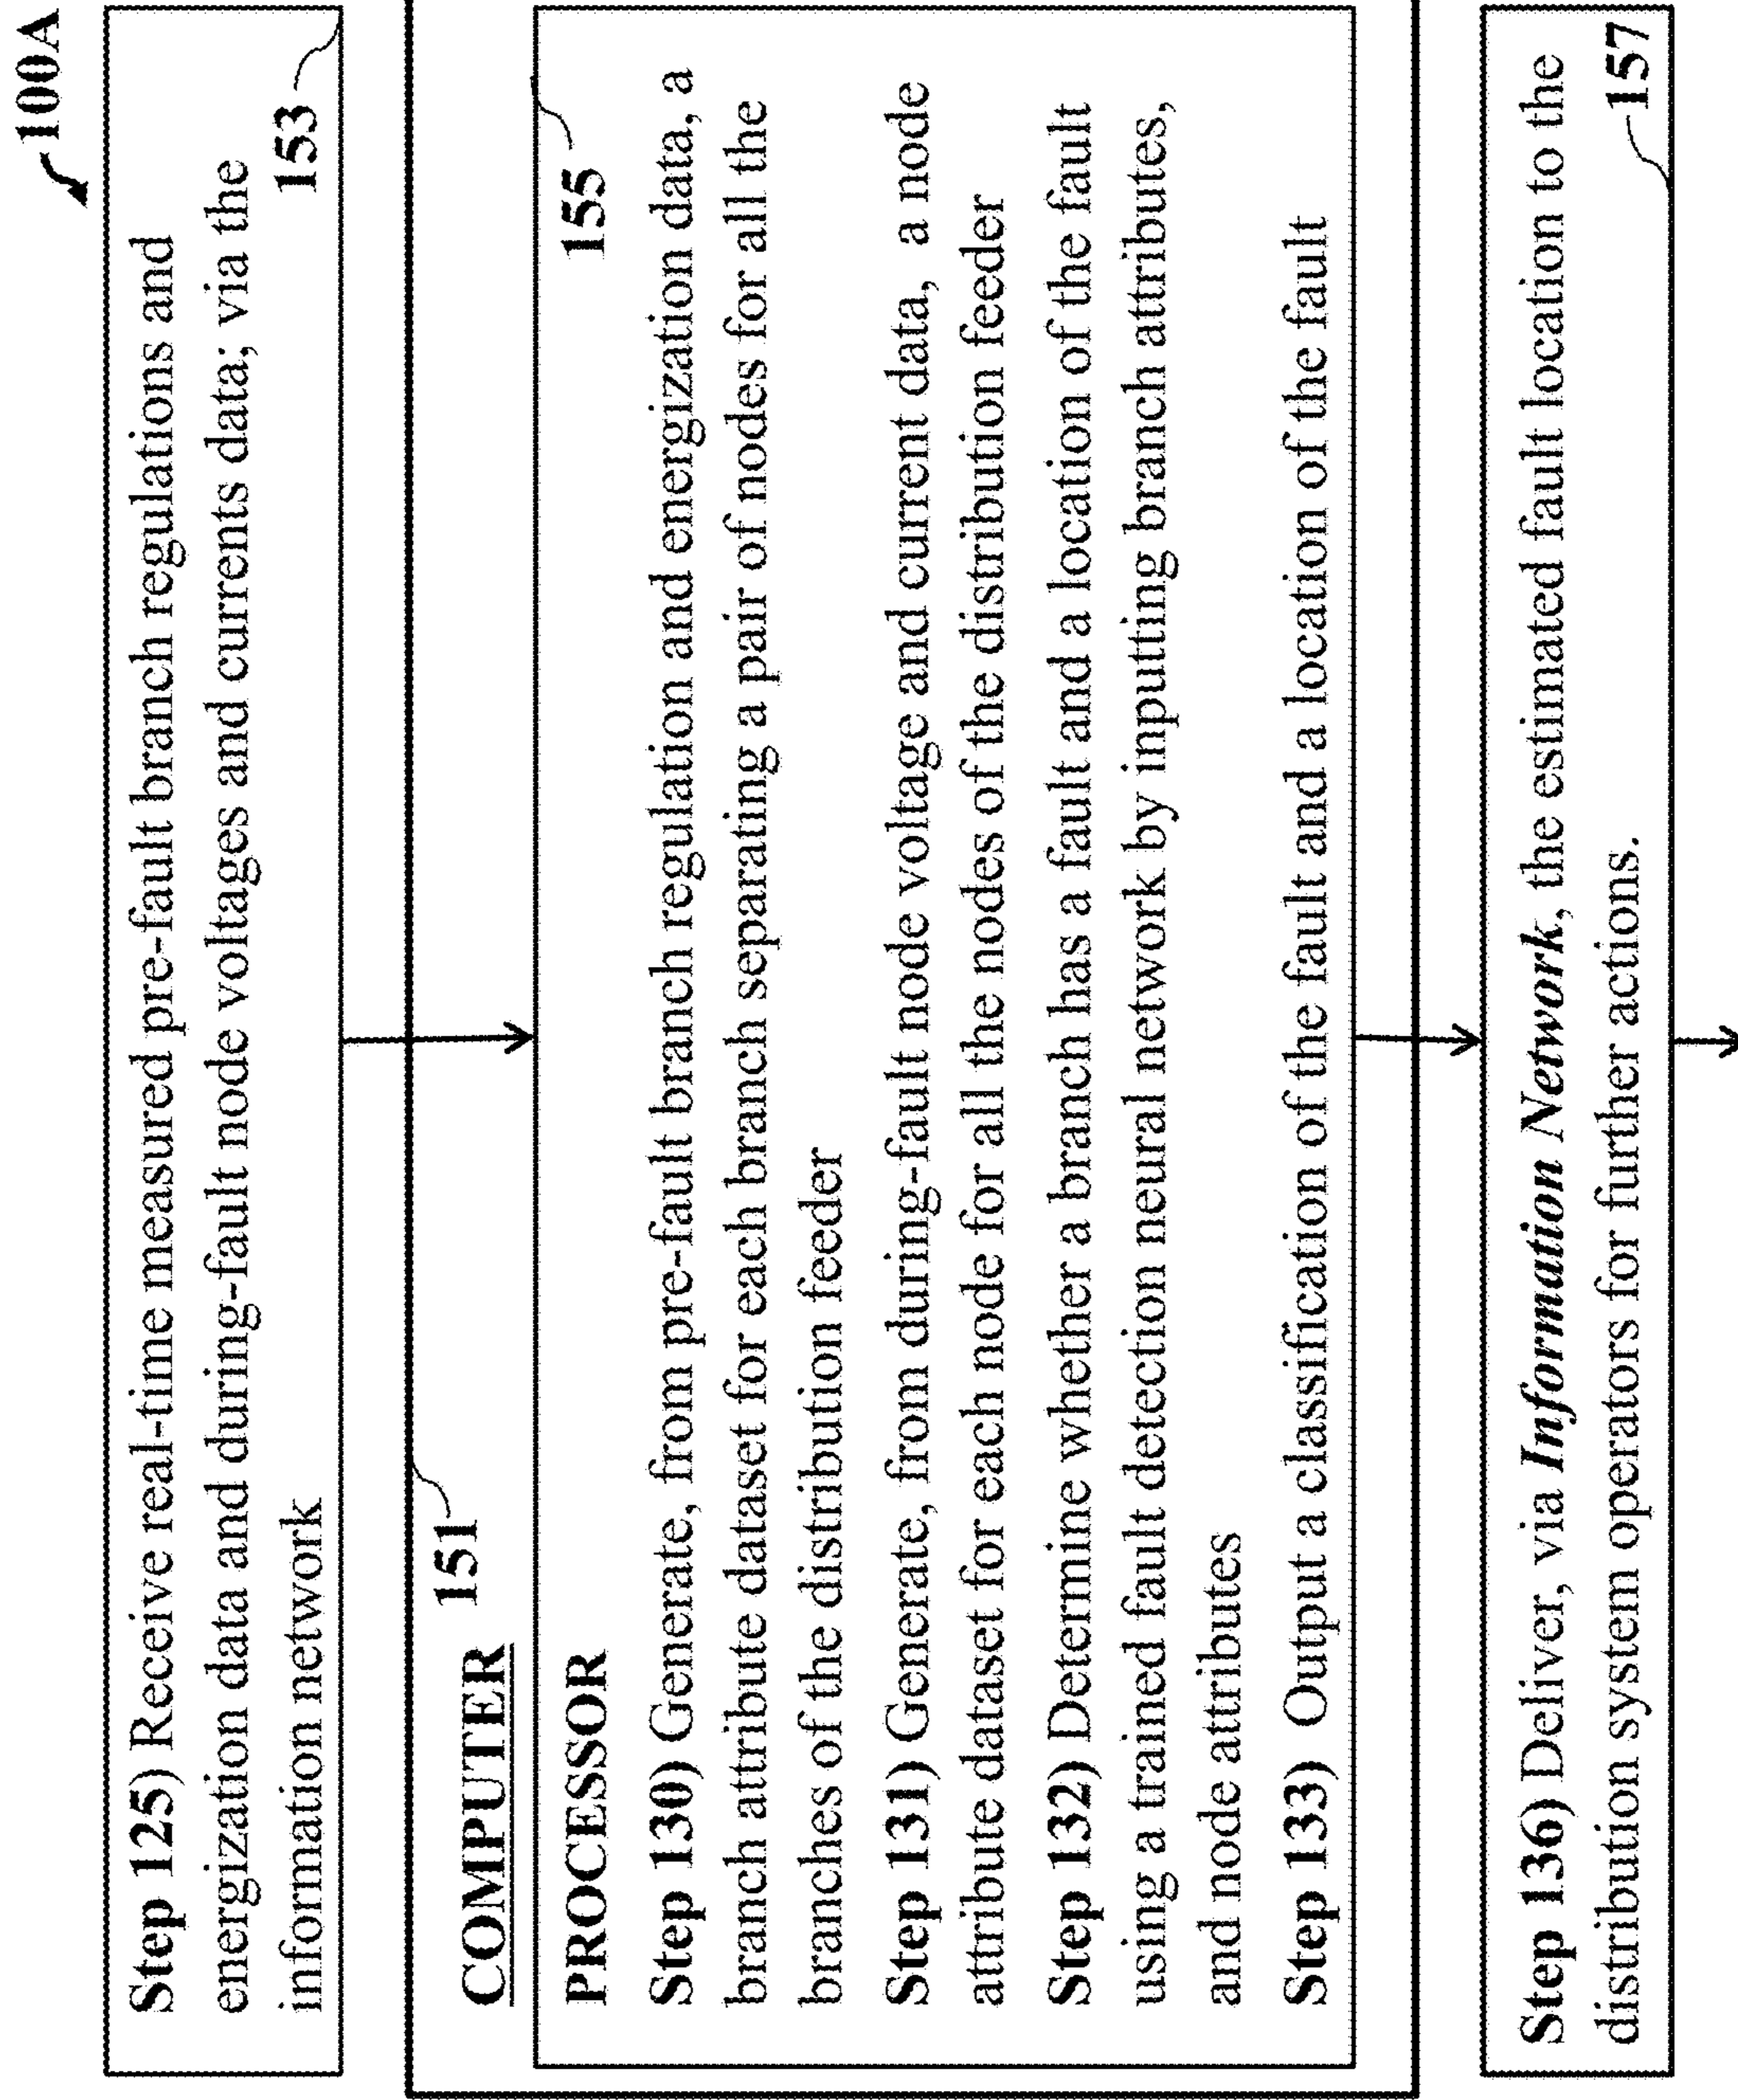 100A
Step 125) Receive real-time measured pre-fault branch regulations and
energization data and during-fault node voltages and currents data; via the
information network
153
151
COMPUTER
155
PROCESSOR
Step 130) Generate, from pre-fault branch regulation and energization data, a
branch attribute dataset for each branch separating a pair of nodes for all the
branches of the distribution feeder
Step 131) Generate, from during-fault node voltage and current data, a node
attribute dataset for each node for all the nodes of the distribution feeder
Step 132) Determine whether a branch has a fault and a location of the fault
using a trained fault detection neural network by inputing branch attributes,
and node attributes
Step 133) Output a classification of the fault and a location of the fault
Step 136) Deliver, via Information Network, the estimated fault location to the
distribution system operators for further actions.
157